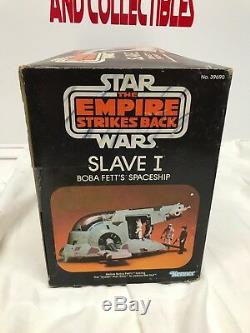 AND COLLECTIBLES
No. 39690
STAR
THE
EMPIRE
STRIKES BACK
WARS
SLAVE I
BOBA FETT'S SPACESHIP
Kenner